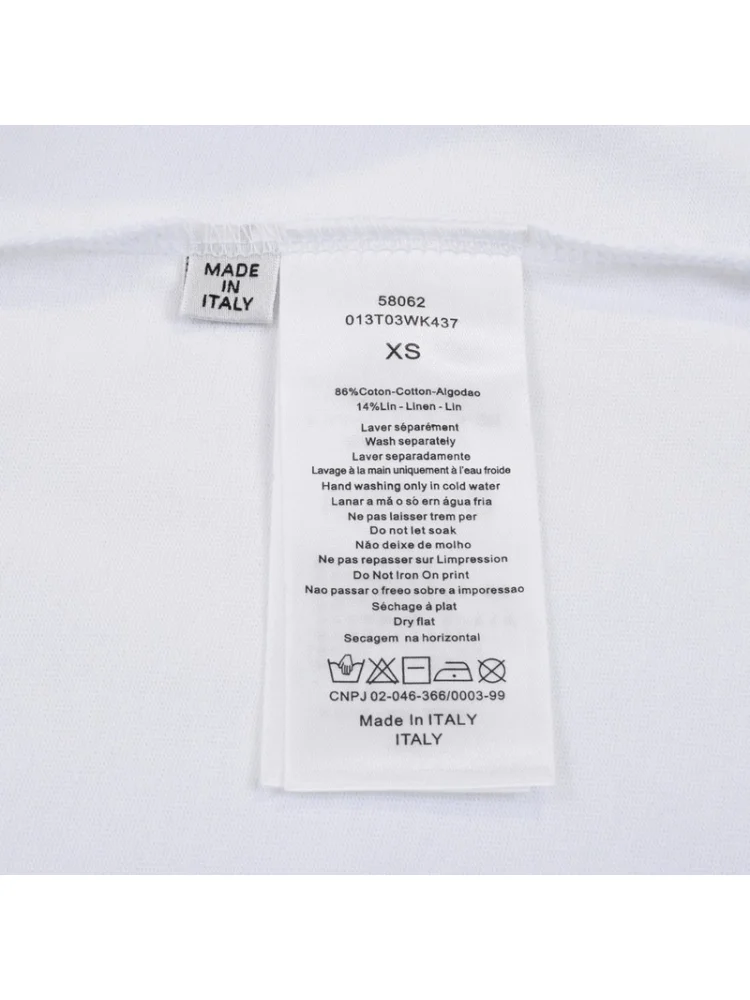 MADE
IN
ITALY
58062
013T03WK437
XS
86%Coton-Cotton-Algodao
14%Lin - Linen - Lin
Laver séparément
Wash separately
Laver separadamente
Lavage à la main uniquement à l'eau froide
Hand washing only in cold water
Lanar a mã o sò ern água fria
Ne pas laisser trem per
Do not let soak
Não deixe de molho
Ne pas repasser sur Limpression
Do Not Iron On print
Nao passar o freeo sobre a imporessao
Séchage à plat
Dry flat
Secagem na horizontal
CNPJ 02-046-366/0003-99
Made In ITALY
ITALY